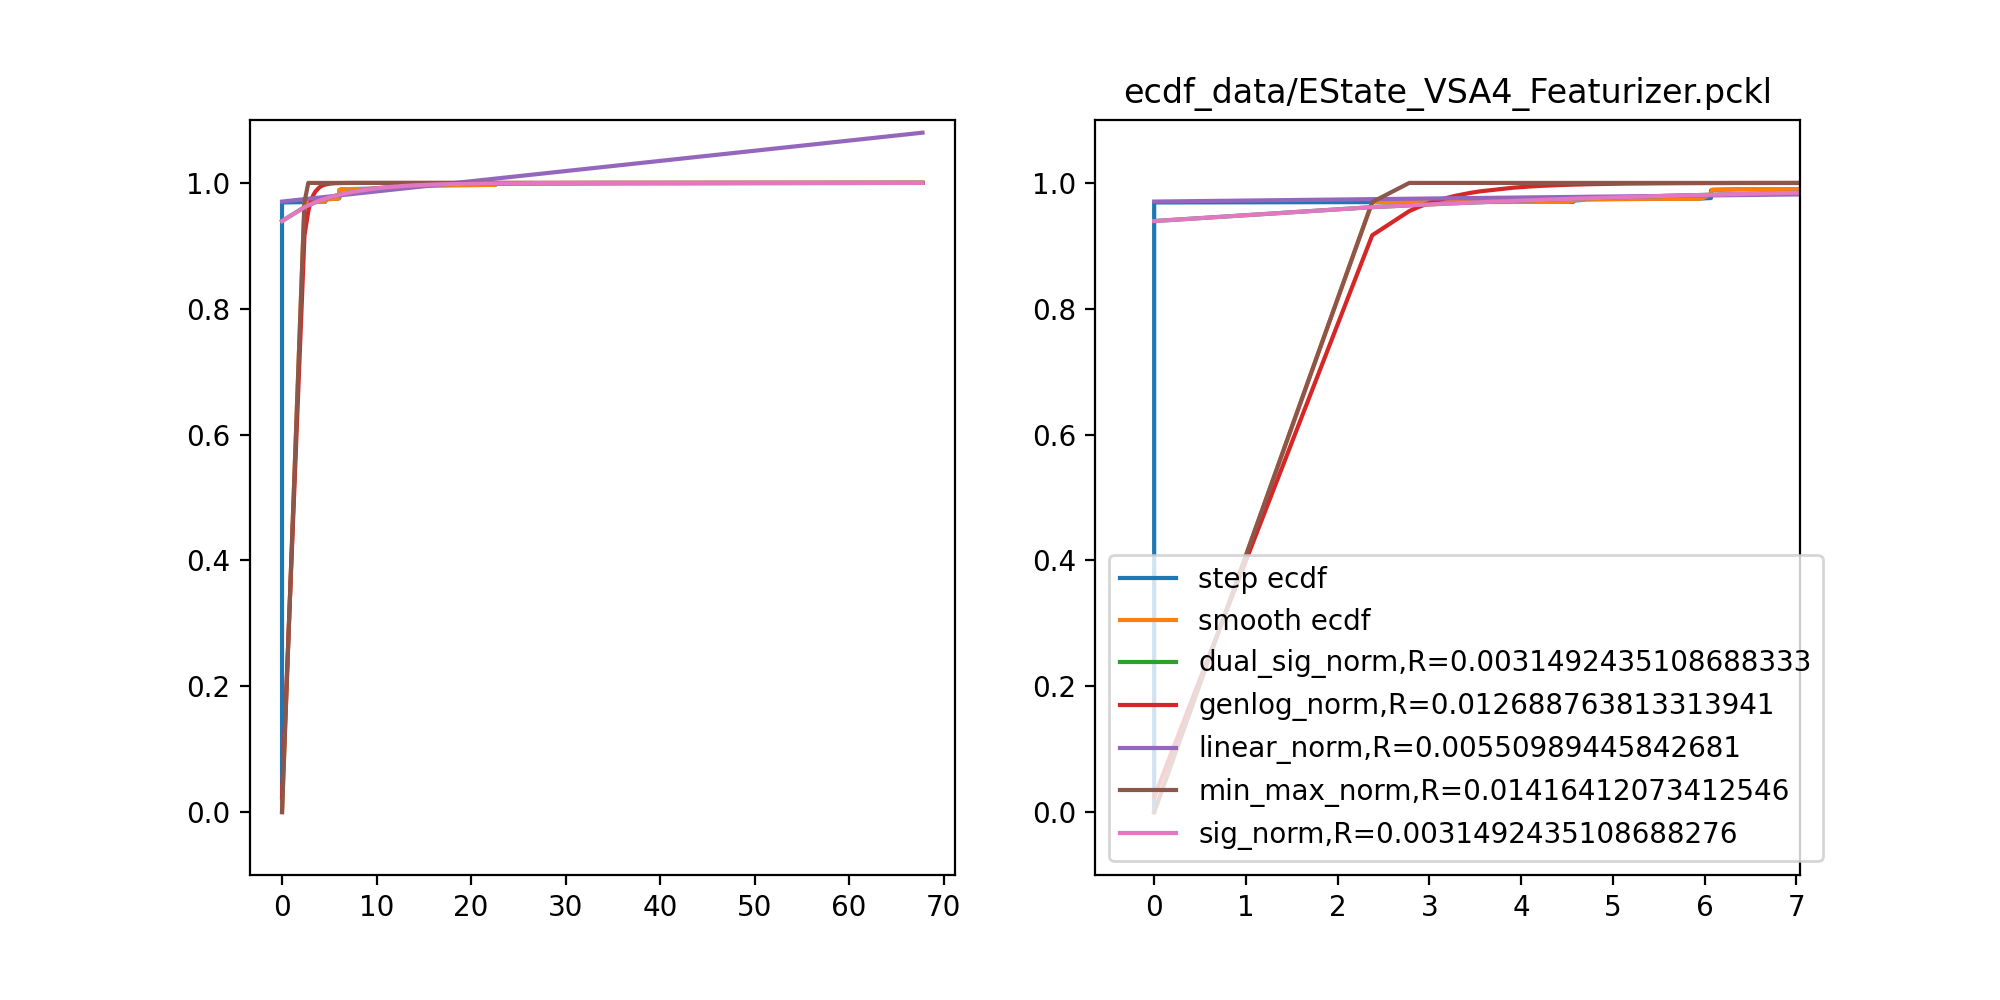 ecdf_data/EState_VSA4_Featurizer.pckl
1.0
0.8
0.6
0.4
0.2
0.0
0 10 20 30 40 50 60 70
1.0
0.8
0.6
0.4
0.2
0.0
step ecdf
smooth ecdf
dual_sig_norm,R=0.0031492435108688333
genlog_norm,R=0.012688763813313941
linear_norm,R=0.00550989445842681
min_max_norm,R=0.01416412073412546
sig_norm,R=0.0031492435108688276
0 1 2 3 4 5 6 7